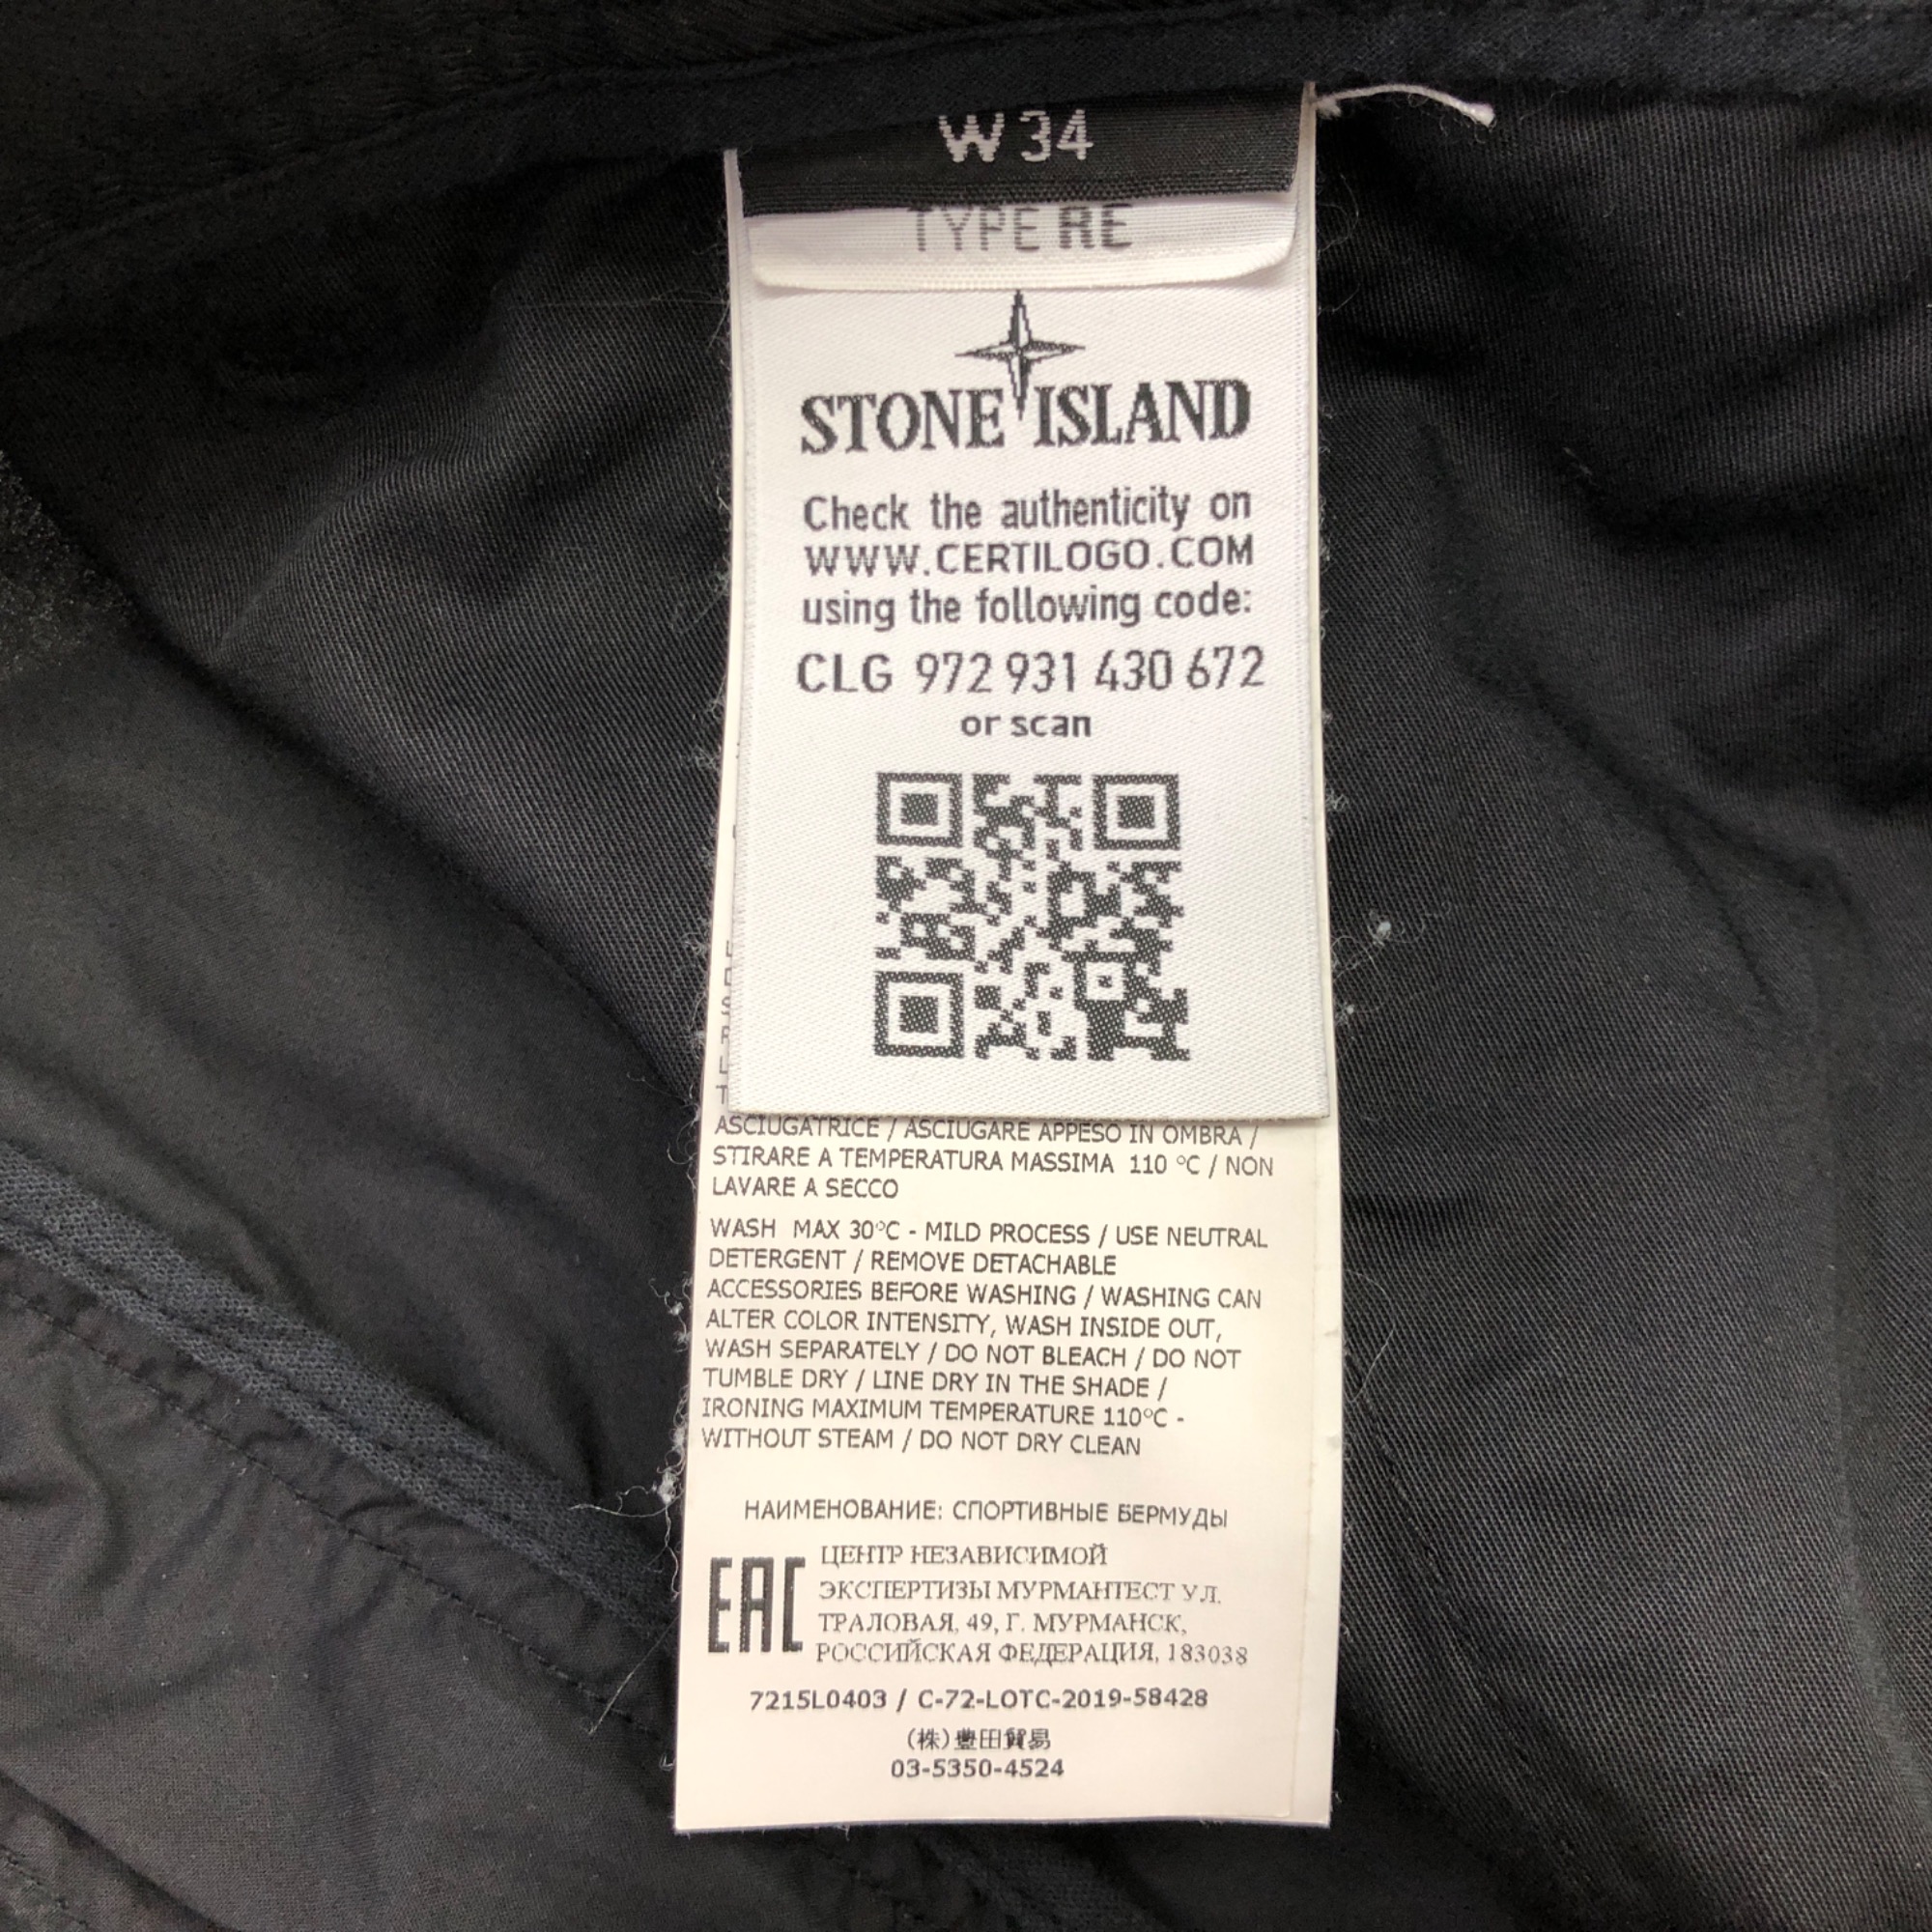 W 34
TYPE RE
STONE ISLAND
Check the authenticity on
WWW.CERTILOGO.COM
using the following code:
CLG 972 931 430 672
or scan
ASCIUGATRICE / ASCIUGARE APPESO IN OMBRA /
STIRARE A TEMPERATURA MASSIMA 110 °C / NON
LAVARE A SECCO
WASH MAX 30°C - MILD PROCESS / USE NEUTRAL
DETERGENT / REMOVE DETACHABLE
ACCESSORIES BEFORE WASHING / WASHING CAN
ALTER COLOR INTENSITY, WASH INSIDE OUT,
WASH SEPARATELY / DO NOT BLEACH / DO NOT
TUMBLE DRY / LINE DRY IN THE SHADE /
IRONING MAXIMUM TEMPERATURE 110°C -
WITHOUT STEAM / DO NOT DRY CLEAN
НАИМЕНОВАНИЕ: СПОРТИВНЫЕ БЕРМУДЫ
EAC
ЦЕНТР НЕЗАВИСИМОЙ
ЭКСПЕРТИЗЫ МУРМАНТЕСТ УЛ.
ТРАЛОВАЯ, 49, Г. МУРМАНСК,
РОССИЙСКАЯ ФЕДЕРАЦИЯ, 183038
7215L0403 / C-72-LOTC-2019-58428
(株)豊田貿易
03-5350-4524